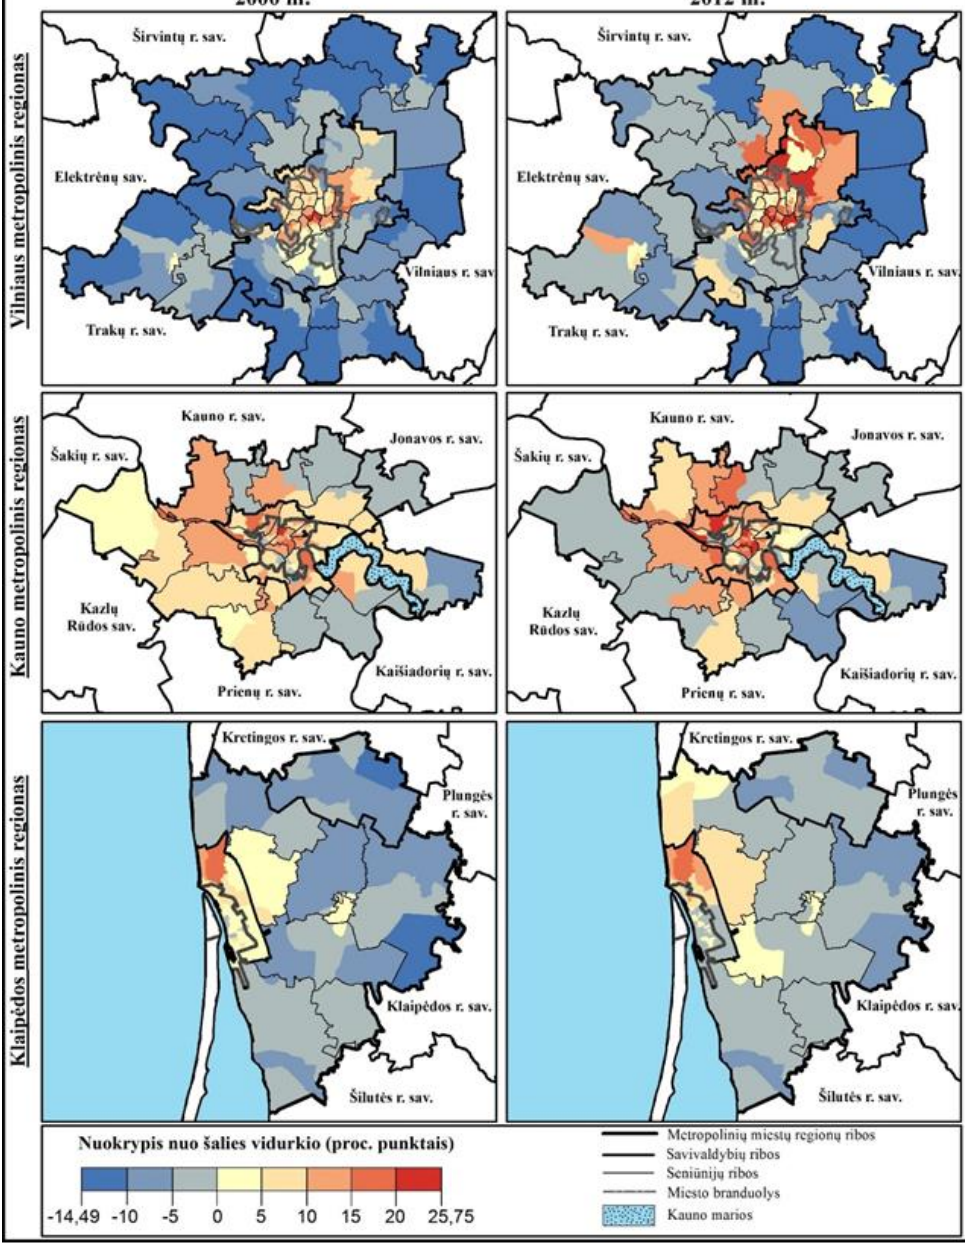 2012 m.
Vilniaus metropolinis regionas
Širvintų r. sav.
Elektrėnų sav.
Vilniaus r. sav
Trakų r. sav.
Širvintų r. sav.
Elektrėnų sav.
Vilniaus r. sav.
Trakų r. sav.
Kauno metropolinis regionas
Kauno r. sav.
Šakių r. sav.
Jonavos r. sav.
Kazlų
Rūdos sav.
Kaišiadorių r. sav.
Prienų r. sav.
Kauno r. sav.
Šakių r. sav.
Jonavos r. sav.
Kazlų
Rūdos sav.
Kaišiadorių r. sav.
Prienų r. sav.
Klaipėdos metropolinis regionas
Kretingos r. sav.
Plungės
r. sav.
Klaipėdos r. sav.
Šilutės r. sav.
Kretingos r. sav.
Plungės
r. sav.
Klaipėdos r. sav.
Šilutės r. sav.
Nuokrypis nuo šalies vidurkio (proc. punktais)
-14,49 -10 -5 0 5 10 15 20 25,75
Metropolinių miestų regionų ribos
Savivaldybių ribos
Seniūnijų ribos
Miesto branduolys
Kauno marios